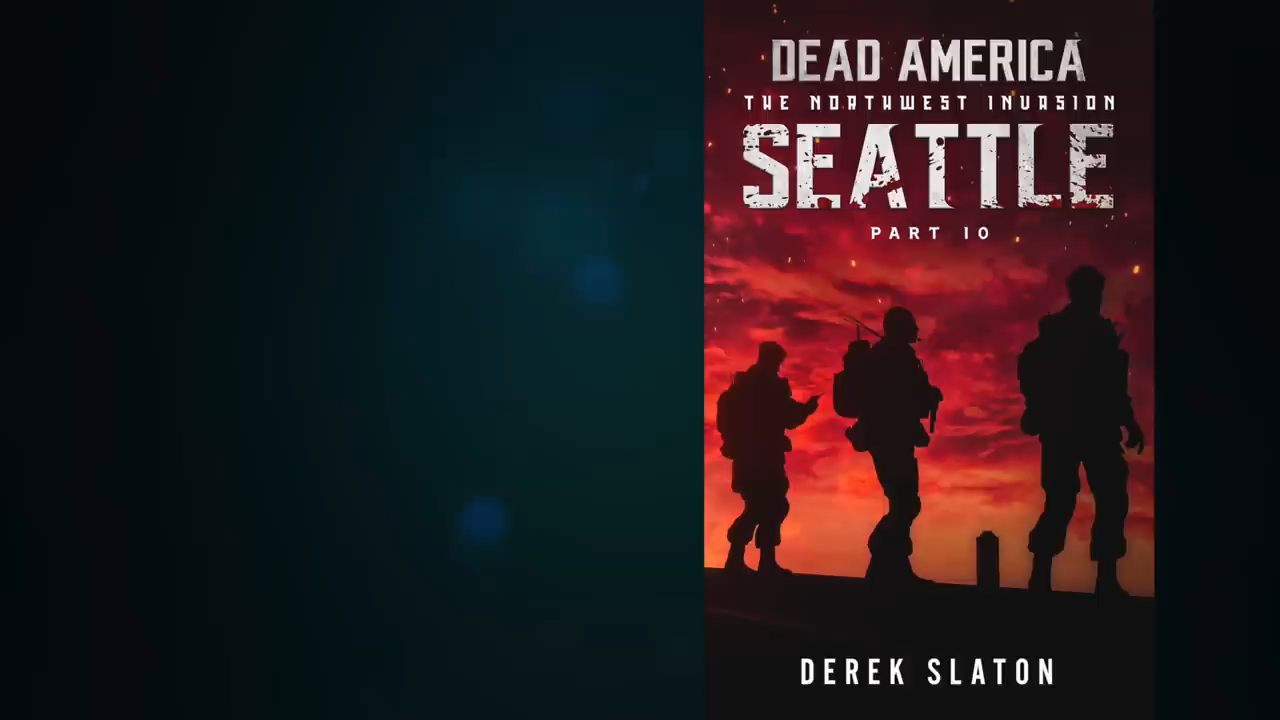 DEAD AMERICA
THE NORTHWEST INVASION
SEATTLE
PART 10
DEREK SLATON